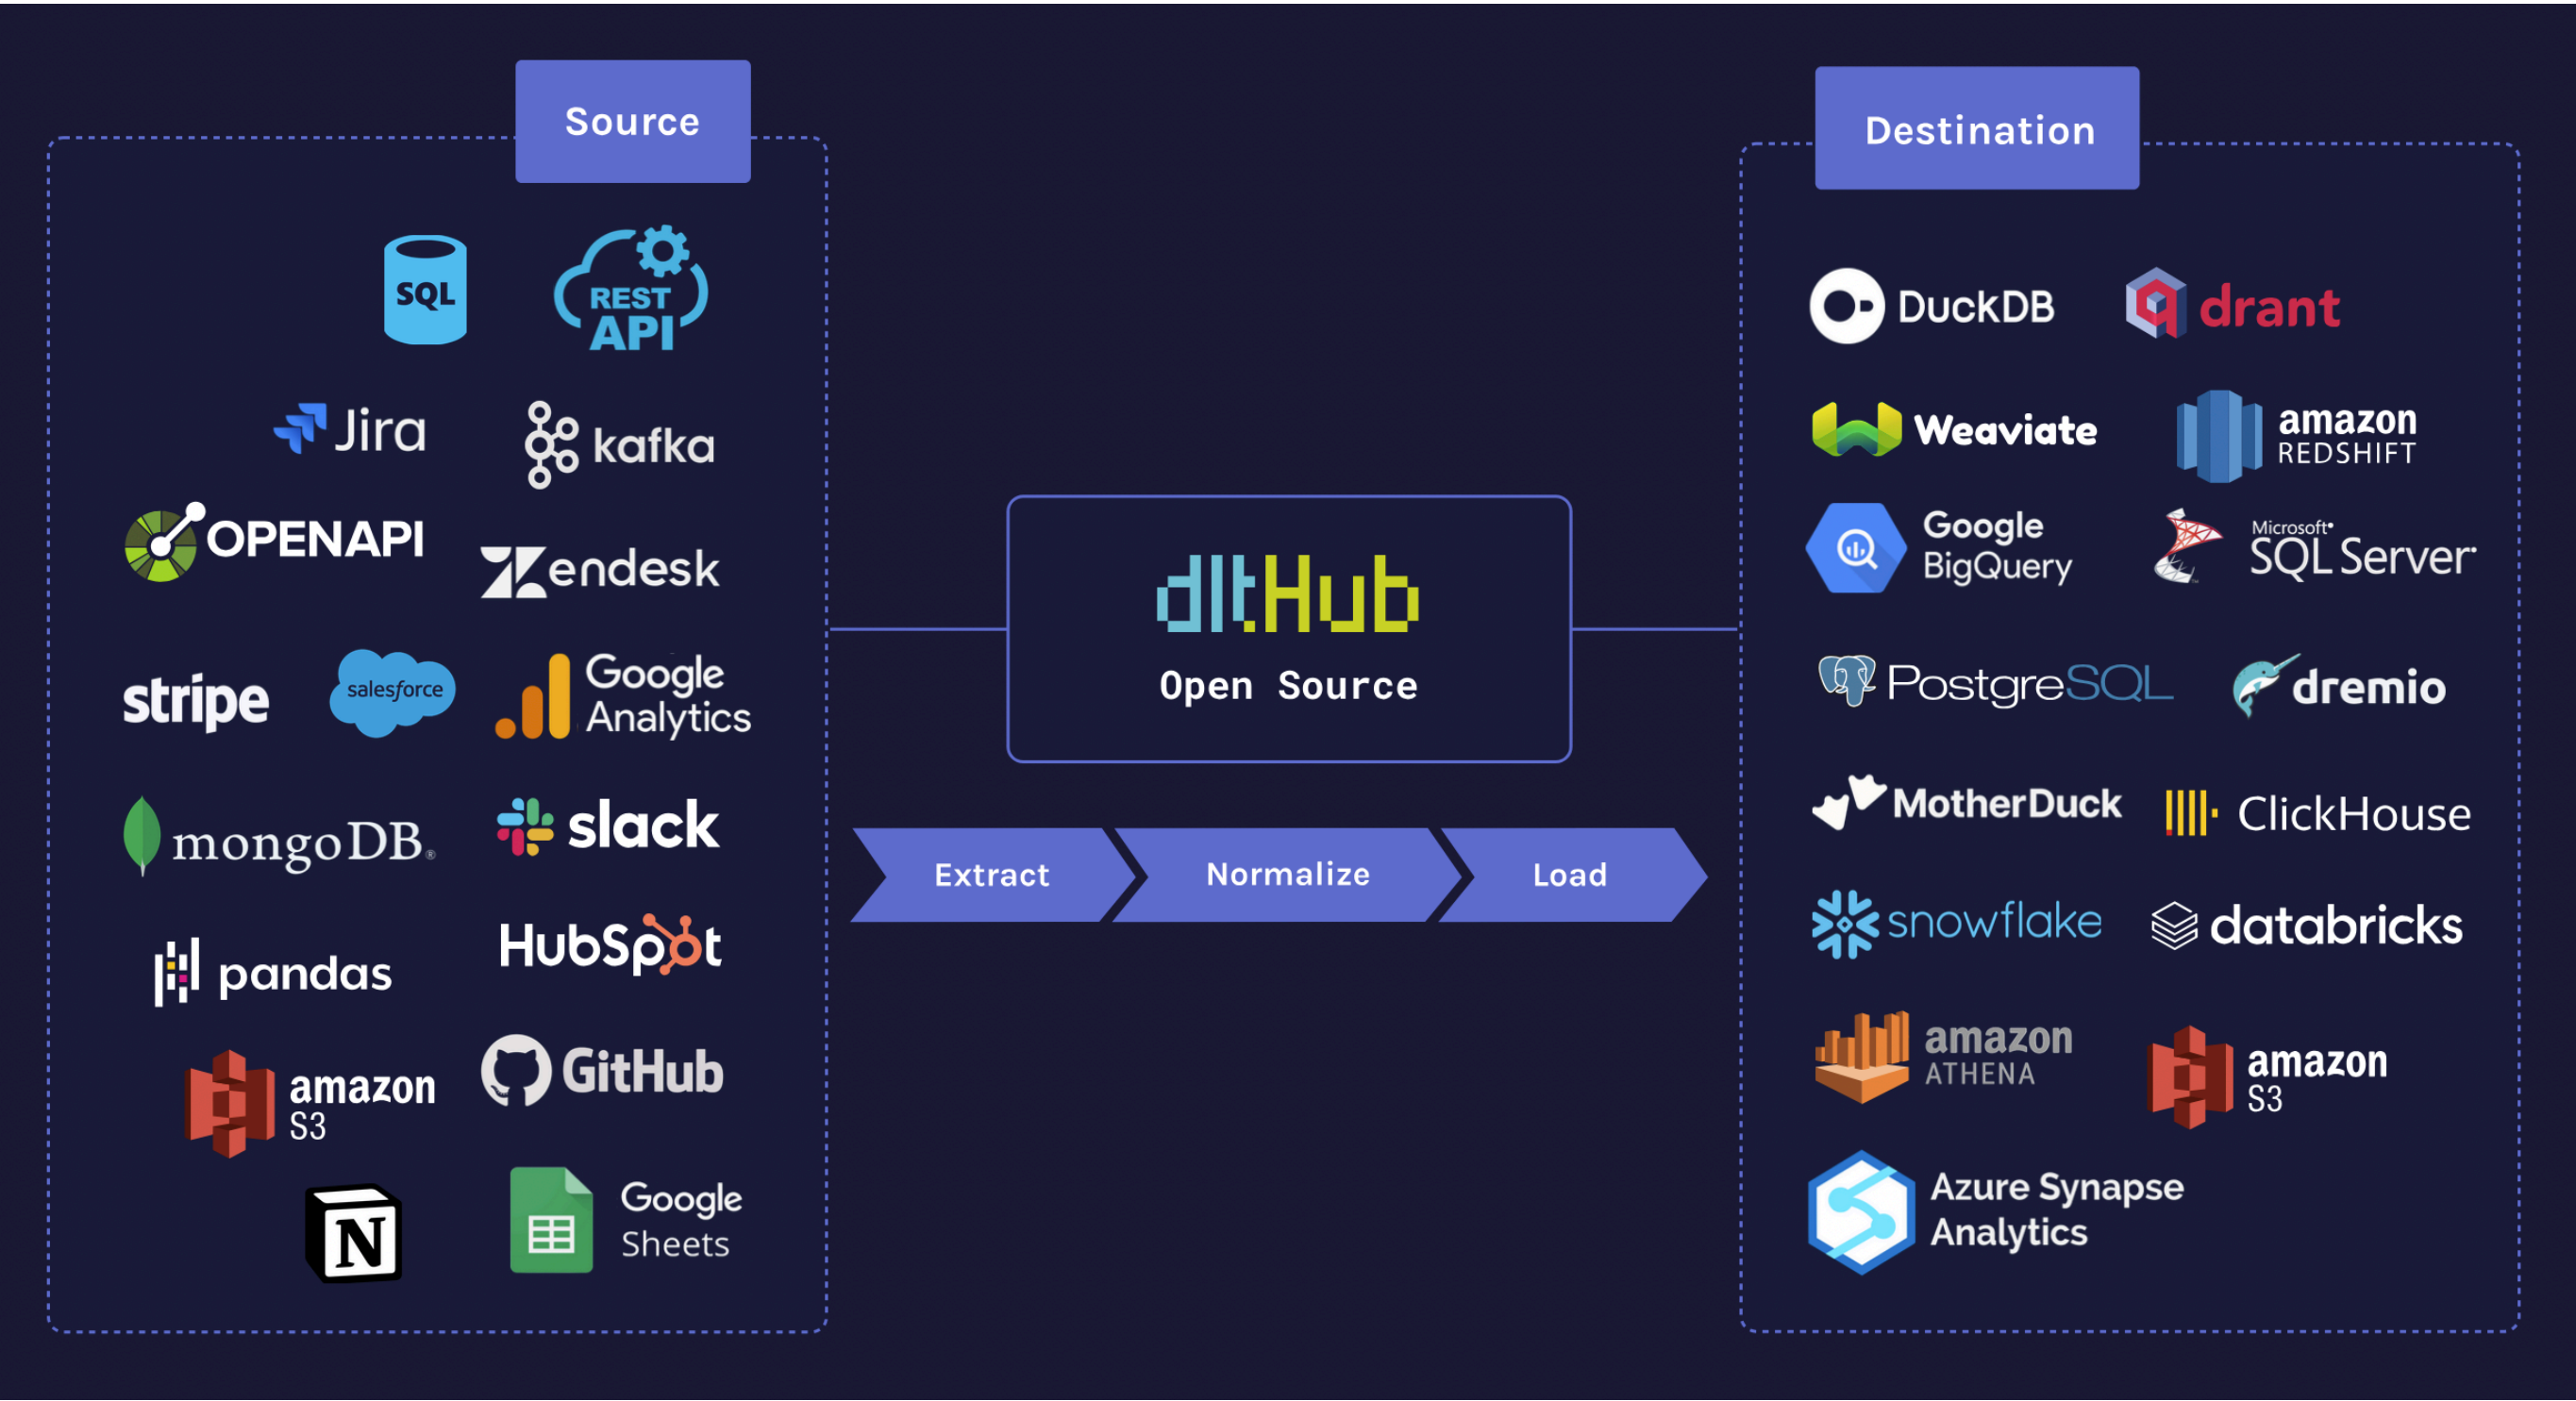 Source
SQL
REST
API
Jira
kafka
OPENAPI
zendesk
stripe
salesforce
Google
Analytics
mongoDB®
slack
pandas
HubSpot
amazon
S3
GitHub
N
Google
Sheets
dltHub
Open Source
Extract
Normalize
Load
Destination
DuckDB
qdrant
Weaviate
amazon
REDSHIFT
Google
BigQuery
Microsoft®
SQL Server®
PostgreSQL
dremio
MotherDuck
ClickHouse
snowflake
databricks
amazon
ATHENA
amazon
S3
Azure Synapse
Analytics